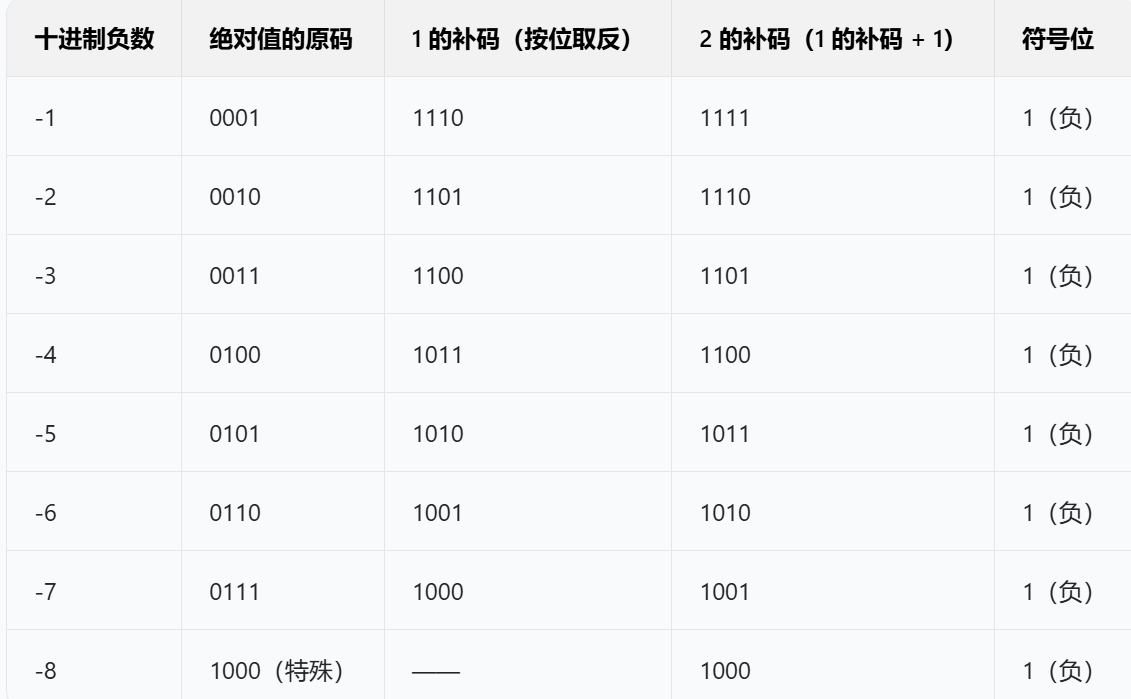 十进制负数 绝对值的原码 1 的补码（按位取反） 2 的补码（1 的补码 + 1） 符号位
-1 0001 1110 1111 1（负）
-2 0010 1101 1110 1（负）
-3 0011 1100 1101 1（负）
-4 0100 1011 1100 1（负）
-5 0101 1010 1011 1（负）
-6 0110 1001 1010 1（负）
-7 0111 1000 1001 1（负）
-8 1000（特殊） —— 1000 1（负）